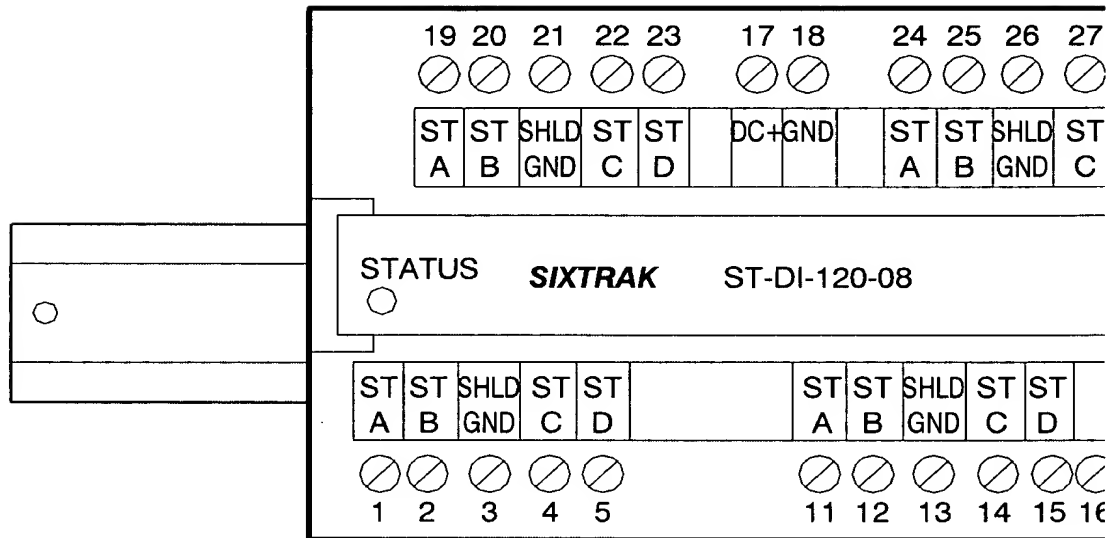 19 20 21 22 23 17 18 24 25 26 27
ST ST SHLD ST ST DC+ GND ST ST SHLD ST
A B GND C D A B GND C
STATUS SIXTRAK ST-DI-120-08
ST ST SHLD ST ST ST ST SHLD ST ST
A B GND C D A B GND C D
1 2 3 4 5 11 12 13 14 15 16